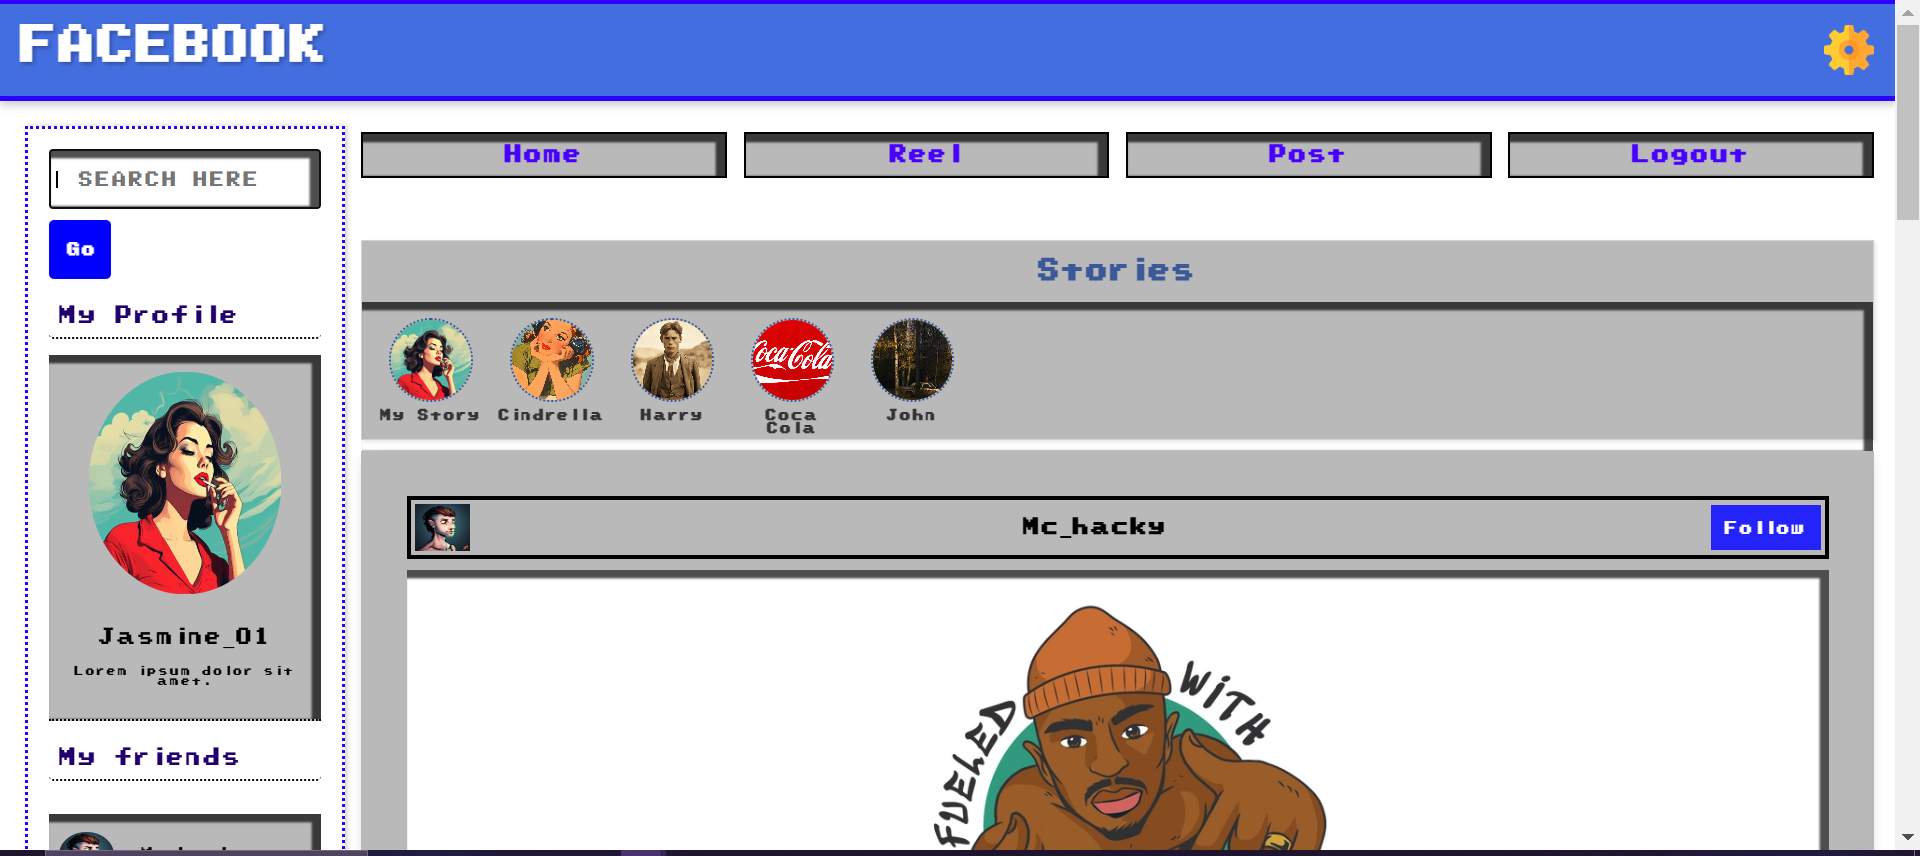 FACEBOOK
SEARCH HERE
Go
My Profile
Jasmine_01
Lorem ipsum dolor sit
amet.
My friends
Home
Reel
Post
Logout
Stories
My Story
Cindrella
Harry
Coca Cola
Coca
Cola
John
Mc_hacky
Follow
FUELED
WITH